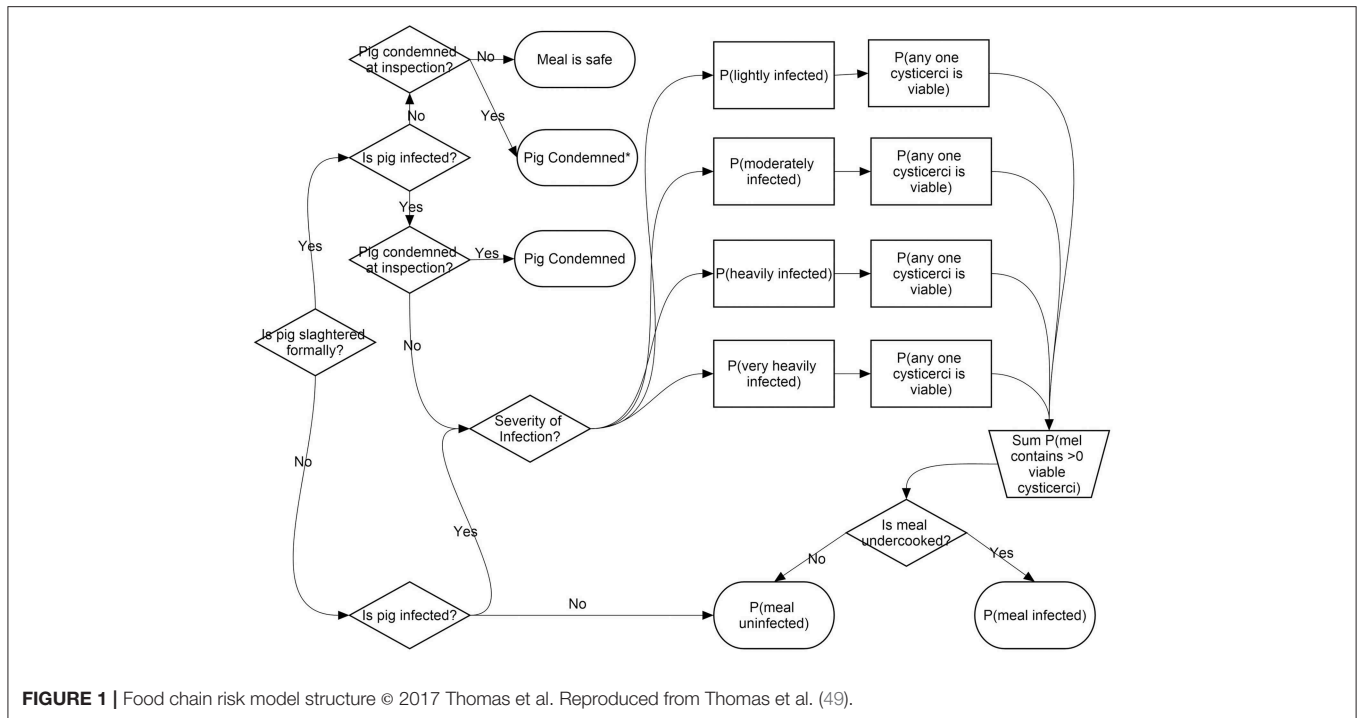 Pig condemned
at inspection?
No
Meal is safe
Yes
Pig Condemned*
No
Is pig infected?
Yes
Yes
Pig condemned
at inspection?
Yes
Pig Condemned
No
Is pig slaghtered
formally?
No
Severity of
Infection?
Yes
Is pig infected?
No
P(lightly infected)
P(any one
cysticerci is
viable)
P(moderately
infected)
P(any one
cysticerci is
viable)
P(heavily infected)
P(any one
cysticerci is
viable)
P(very heavily
infected)
P(any one
cysticerci is
viable)
Sum P(mel
contains >0
viable
cysticerci)
Is meal
undercooked?
No
Yes
P(meal
uninfected)
P(meal infected)
FIGURE 1 | Food chain risk model structure © 2017 Thomas et al. Reproduced from Thomas et al. (49).